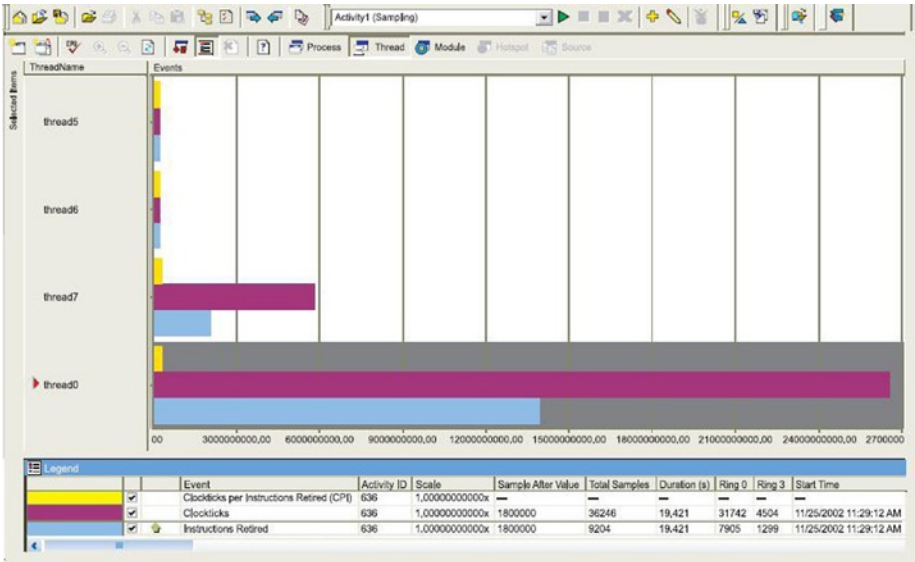 Activity1 (Sampling)
Process Thread Module Hotspot Source
Selected Items
ThreadName Events
thread5
thread6
thread7
thread0
00 3000000000,00 6000000000,00 9000000000,00 12000000000,00 15000000000,00 18000000000,00 21000000000,00 24000000000,00 2700000
Legend
Event Activity ID Scale Sample After Value Total Samples Duration (s) Ring 0 Ring 3 Start Time
Clockticks per Instructions Retired (CPI) 636 1,00000000000x — — — — — —
Clockticks 636 1,00000000000x 1800000 36246 19,421 31742 4504 11/25/2002 11:29:12 AM
Instructions Retired 636 1,00000000000x 1800000 9204 19.421 7905 1299 11/25/2002 11:29:12 AM